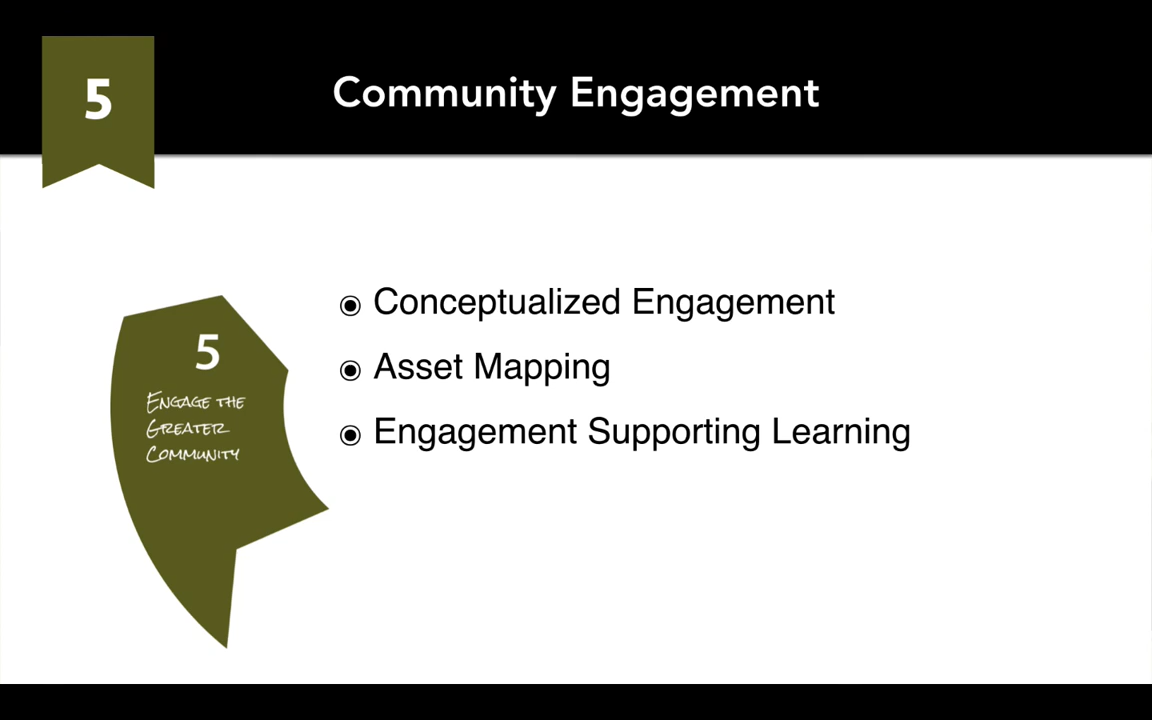 5
Community Engagement
5
ENGAGE THE
GREATER
COMMUNITY
Conceptualized Engagement
Asset Mapping
Engagement Supporting Learning